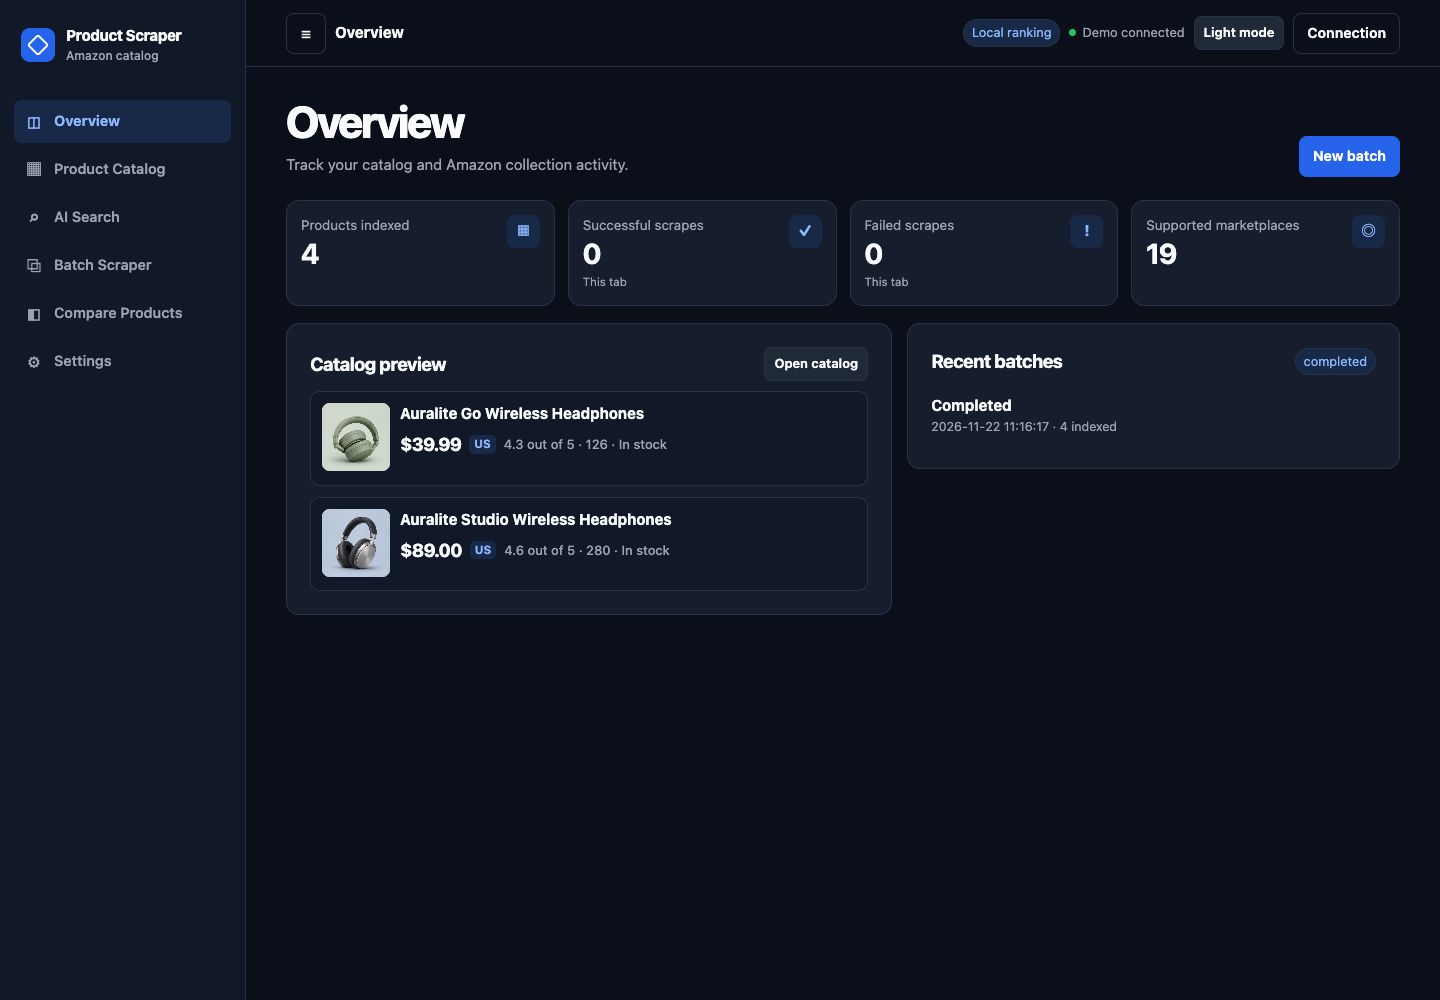 Product Scraper
Amazon catalog
Overview
Product Catalog
AI Search
Batch Scraper
Compare Products
Settings
Overview
Local ranking
Demo connected
Light mode
Connection
Overview
Track your catalog and Amazon collection activity.
New batch
Products indexed
4
Successful scrapes
0
This tab
Failed scrapes
0
This tab
!
Supported marketplaces
19
Catalog preview
Open catalog
Auralite Go Wireless Headphones
$39.99 US 4.3 out of 5 · 126 · In stock
Auralite Studio Wireless Headphones
$89.00 US 4.6 out of 5 · 280 · In stock
Recent batches
completed
Completed
2026-11-22 11:16:17 · 4 indexed